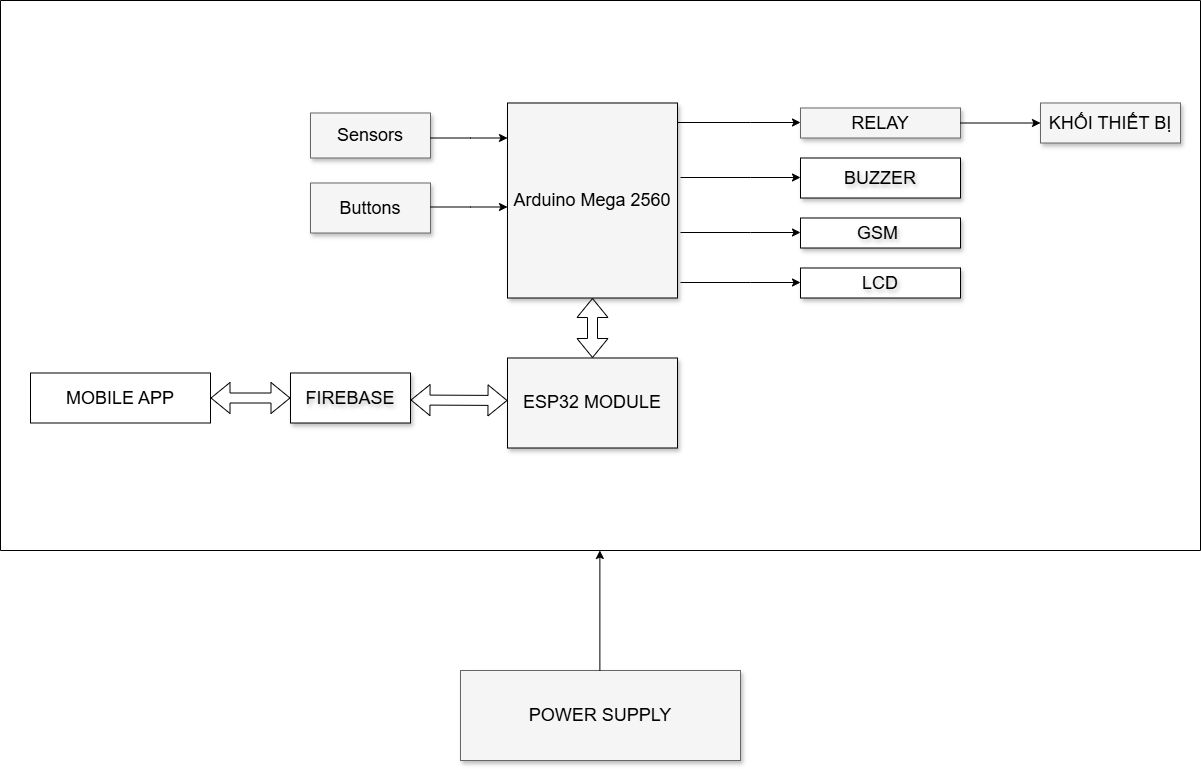 Sensors
Buttons
Arduino Mega 2560
RELAY
KHỐI THIẾT BỊ
BUZZER
GSM
LCD
MOBILE APP
FIREBASE
ESP32 MODULE
POWER SUPPLY